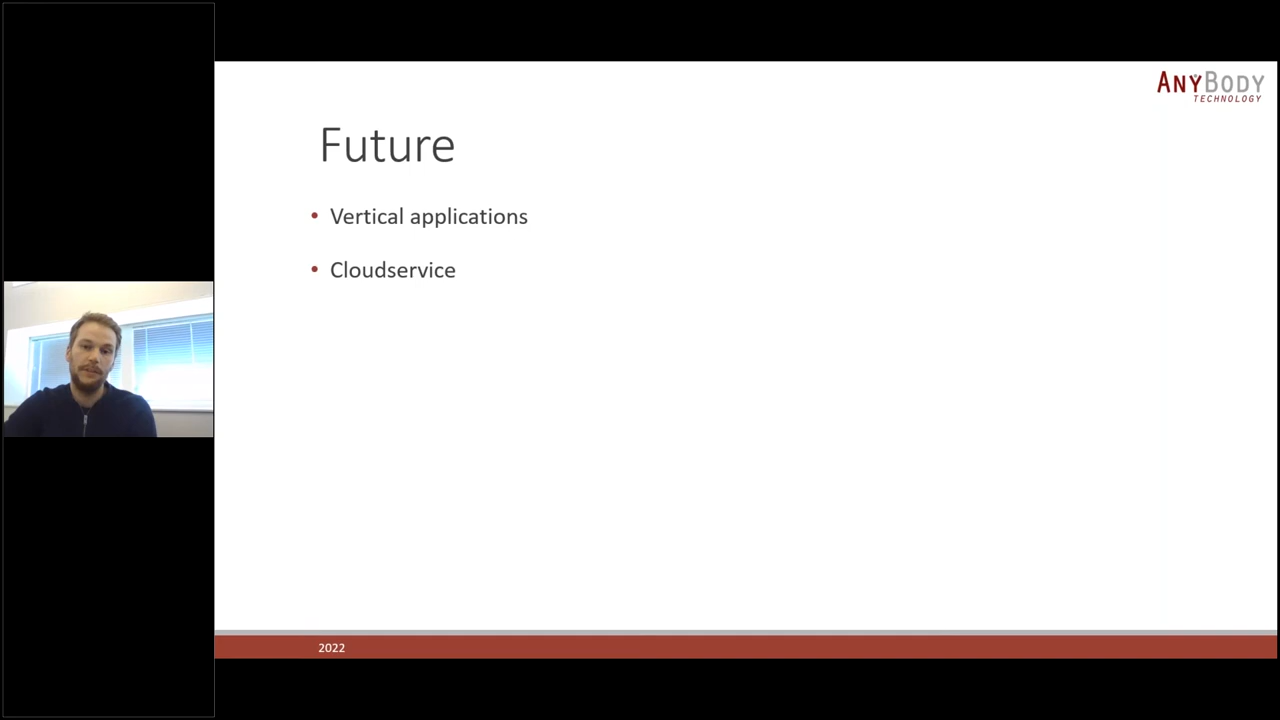 ANYBODY
TECHNOLOGY
Future
• Vertical applications
• Cloudservice
2022